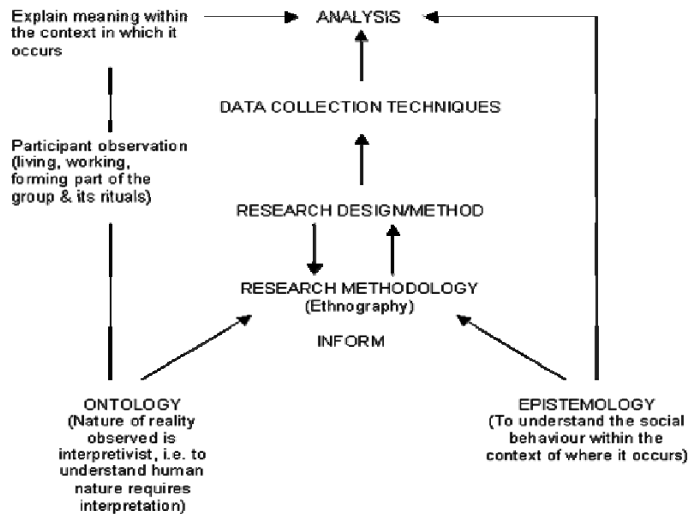 Explain meaning within
the context in which it
occurs
ANALYSIS
DATA COLLECTION TECHNIQUES
Participant observation
(living, working,
forming part of the
group & its rituals)
RESEARCH DESIGN/METHOD
RESEARCH METHODOLOGY
(Ethnography)
INFORM
ONTOLOGY
(Nature of reality
observed is
interpretivist, i.e. to
understand human
nature requires
interpretation)
EPISTEMOLOGY
(To understand the social
behaviour within the
context of where it occurs)